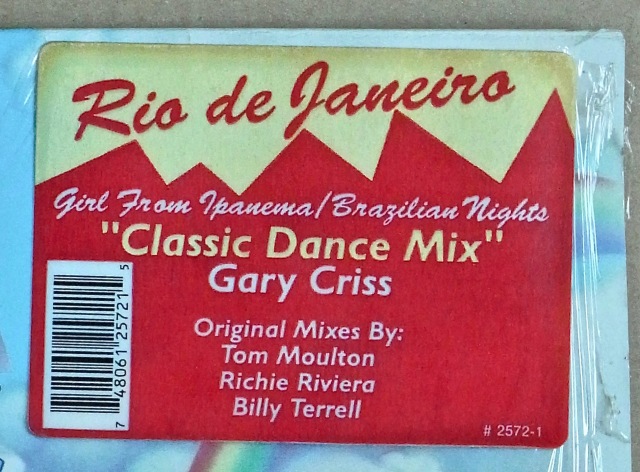 Rio de Janeiro
Girl From Ipanema/Brazilian Nights
"Classic Dance Mix"
Gary Criss
Original Mixes By:
Tom Moulton
Richie Riviera
Billy Terrell
# 2572-1
7 48061 25721 5